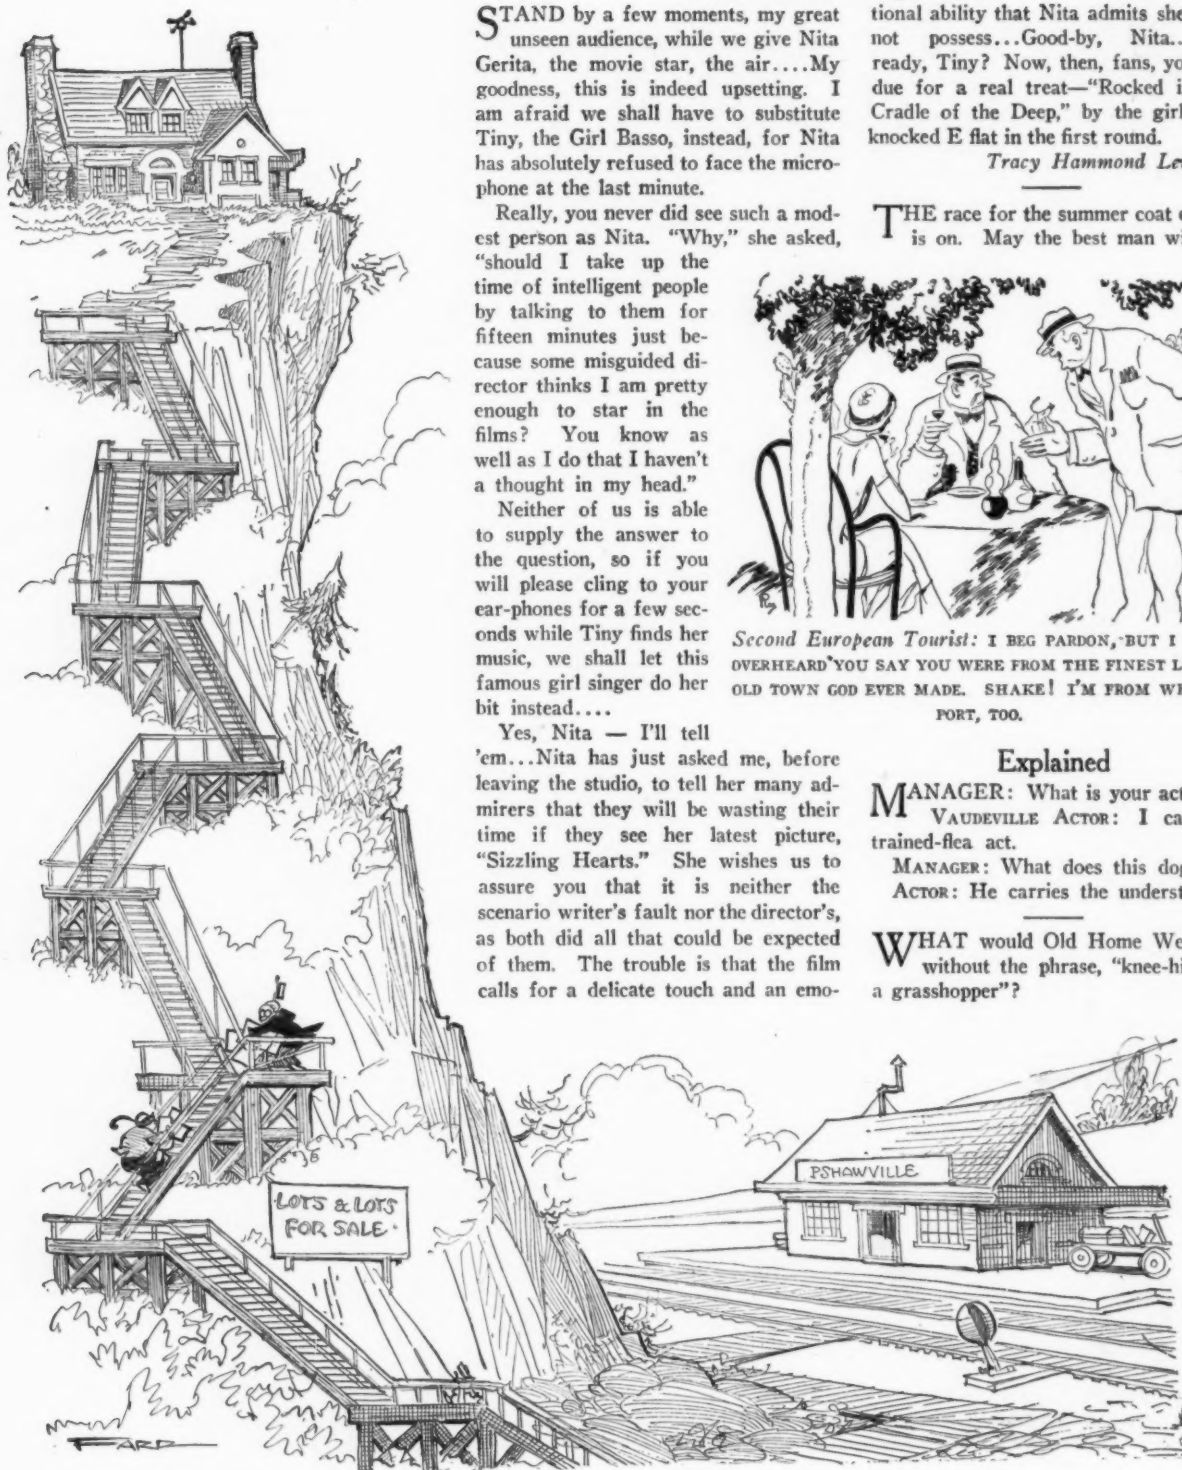 STAND by a few moments, my great
unseen audience, while we give Nita
Gerita, the movie star, the air....My
goodness, this is indeed upsetting. I
am afraid we shall have to substitute
Tiny, the Girl Basso, instead, for Nita
has absolutely refused to face the micro-
phone at the last minute.
Really, you never did see such a mod-
est person as Nita. "Why," she asked,
"should I take up the
time of intelligent people
by talking to them for
fifteen minutes just be-
cause some misguided di-
rector thinks I am pretty
enough to star in the
films? You know as
well as I do that I haven't
a thought in my head."
Neither of us is able
to supply the answer to
the question, so if you
will please cling to your
ear-phones for a few sec-
onds while Tiny finds her
music, we shall let this
famous girl singer do her
bit instead....
Yes, Nita — I'll tell
'em...Nita has just asked me, before
leaving the studio, to tell her many ad-
mirers that they will be wasting their
time if they see her latest picture,
"Sizzling Hearts." She wishes us to
assure you that it is neither the
scenario writer's fault nor the director's,
as both did all that could be expected
of them. The trouble is that the film
calls for a delicate touch and an emo-
tional ability that Nita admits she
not possess...Good-by, Nita..
ready, Tiny? Now, then, fans,
due for a real treat—"Rocked
Cradle of the Deep," by the girl
knocked E flat in the first round.
Tracy Hammond
THE race for the summer coat
is on. May the best man
Second European Tourist: I BEG PARDON, BUT I
OVERHEARD YOU SAY YOU WERE FROM THE FINEST
OLD TOWN GOD EVER MADE. SHAKE! I'M FROM
PORT, TOO.
Explained
MANAGER: What is your act
VAUDEVILLE ACTOR: I
trained-flea act.
MANAGER: What does this dog
ACTOR: He carries the
WHAT would Old Home
without the phrase,
a grasshopper"?
PSHAWVILLE
LOTS & LOTS
FOR SALE.
FARR